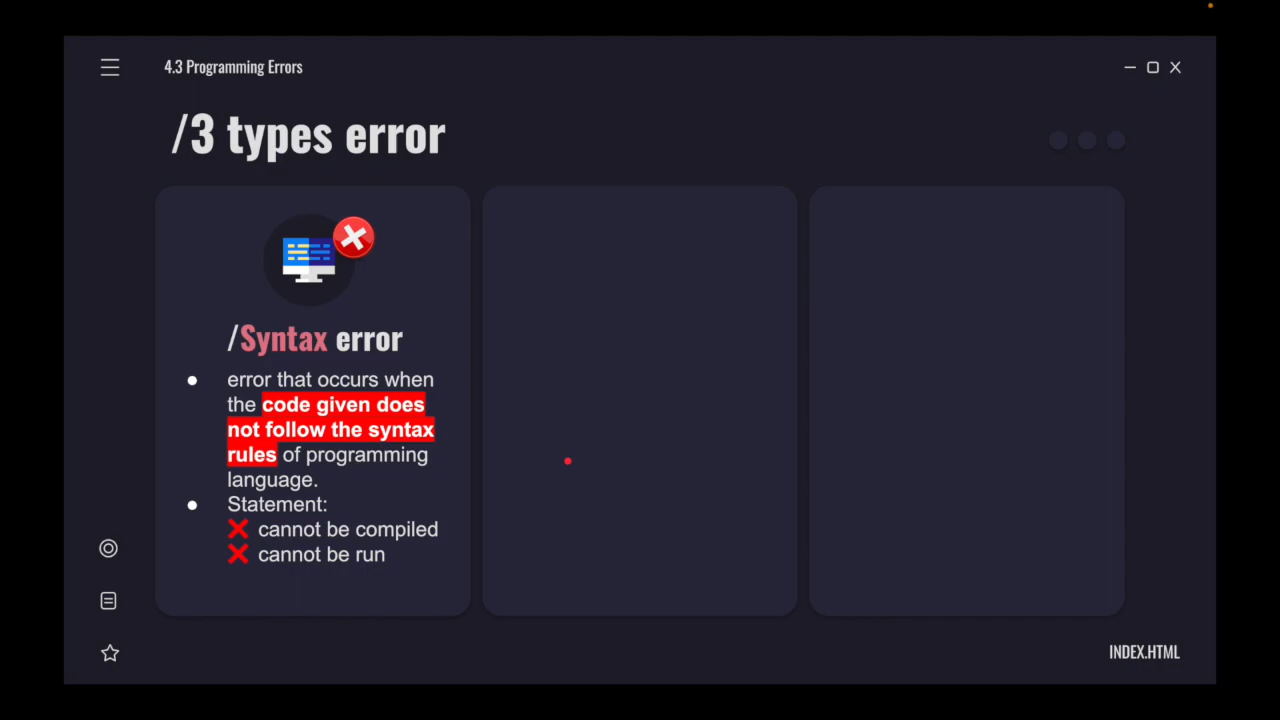 4.3 Programming Errors
/3 types error
/Syntax error
● error that occurs when
the code given does
not follow the syntax
rules of programming
language.
● Statement:
❌ cannot be compiled
❌ cannot be run
INDEX.HTML